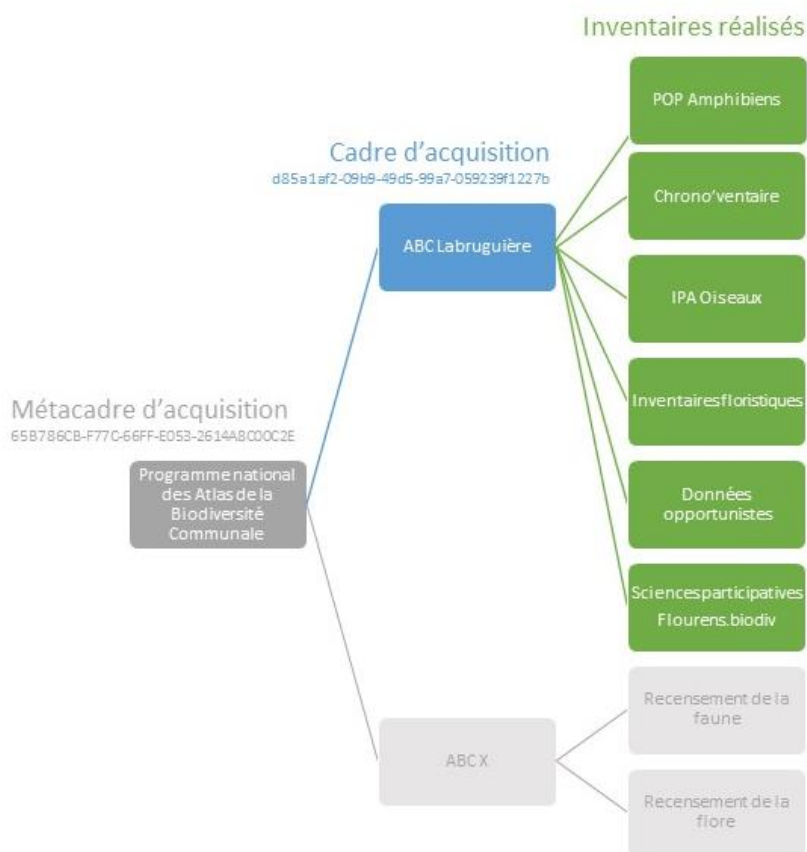 Inventaires réalisés
POP Amphibiens
Cadre d'acquisition
d85a1af2-09b9-49d5-99a7-059239f1227b
Chrono'ventaire
ABC Labruguière
IPA Oiseaux
Inventaires floristiques
Métacadre d'acquisition
65B786CB-F77C-66FF-E053-2614A8C00C2E
Programme national
des Atlas de la
Biodiversité
Communale
Données
opportunistes
Sciences participatives
Flourens.biodiv
Recensement de la
faune
ABC X
Recensement de la
flore